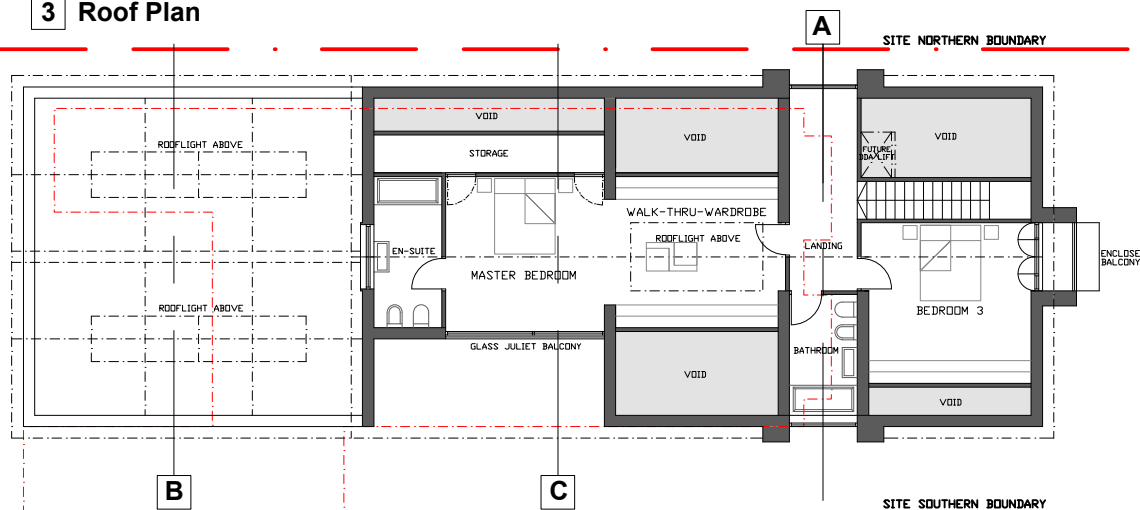 3 Roof Plan
A
SITE NORTHERN BOUNDARY
VOID
VOID
VOID
ROOFLIGHT ABOVE
STORAGE
FUTURE
DDA LIFT
WALK-THRU-WARDROBE
ROOFLIGHT ABOVE
LANDING
EN-SUITE
MASTER BEDROOM
ENCLOSE
BALCONY
ROOFLIGHT ABOVE
BEDROOM 3
GLASS JULIET BALCONY
BATHROOM
VOID
VOID
B
C
SITE SOUTHERN BOUNDARY